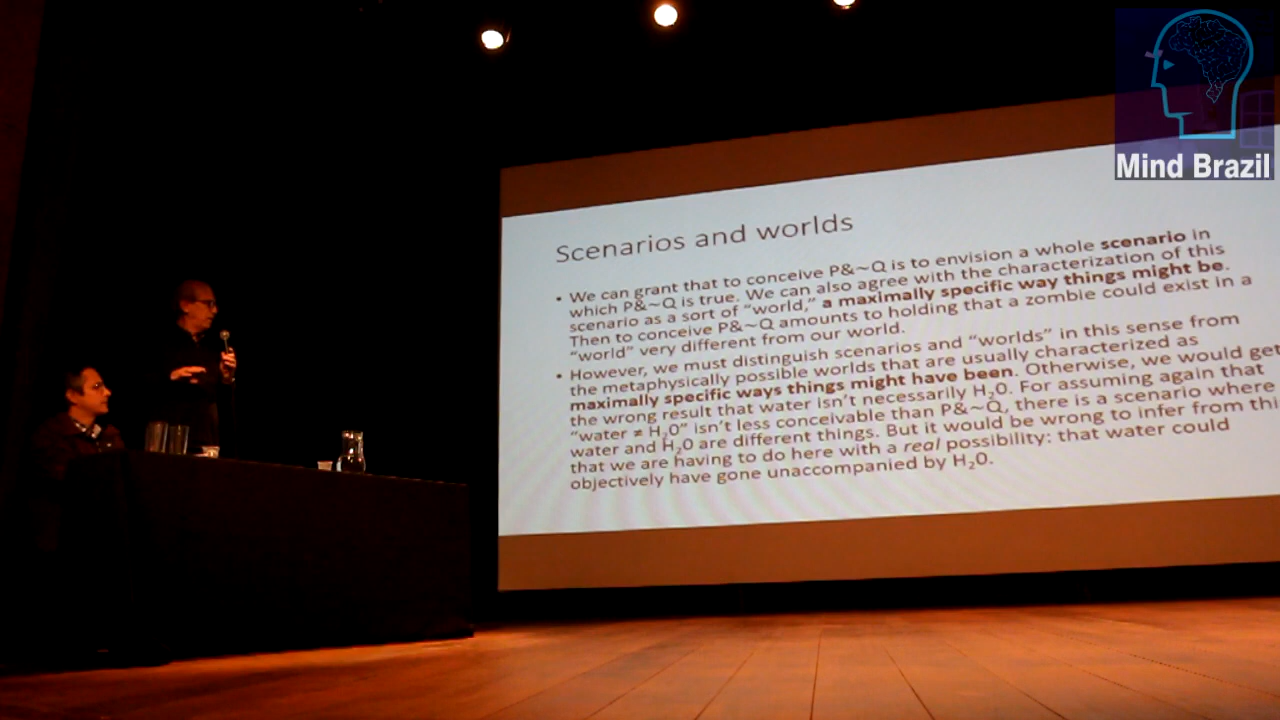 Mind Brazil
Scenarios and worlds
• We can grant that to conceive P&~Q is to envision a whole scenario in
which P&~Q is true. We can also agree with the characterization of this
scenario as a sort of “world,” a maximally specific way things might be.
Then to conceive P&~Q amounts to holding that a zombie could exist in a
“world” very different from our world.
• However, we must distinguish scenarios and “worlds” in this sense from
the metaphysically possible worlds that are usually characterized as
maximally specific ways things might have been. Otherwise, we would get
the wrong result that water isn’t necessarily H₂0. For assuming again that
“water ≠ H₂0” isn’t less conceivable than P&~Q, there is a scenario where
water and H₂0 are different things. But it would be wrong to infer from thi
that we are having to do here with a real possibility: that water could
objectively have gone unaccompanied by H₂0.